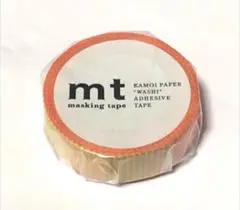 mt
masking tape
KAMOI PAPER
"WASHI"
ADHESIVE
TAPE